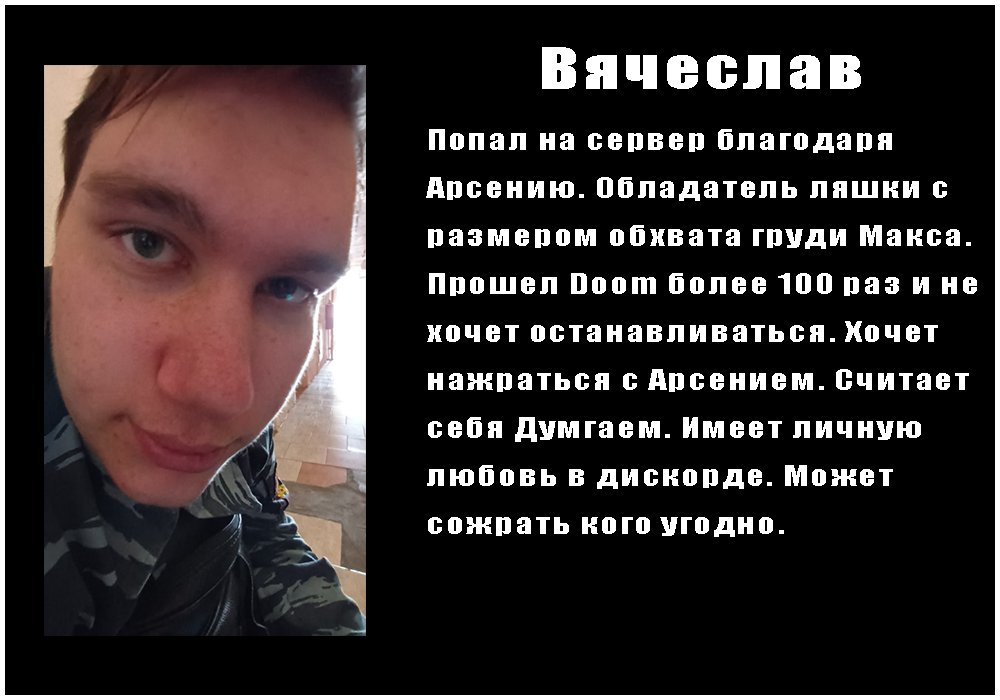 Вячеслав
Попал на сервер благодаря
Арсению. Обладатель ляшки с
размером обхвата груди Макса.
Прошел Doom более 100 раз и не
хочет останавливаться. Хочет
нажраться с Арсением. Считает
себя Думгаем. Имеет личную
любовь в дискорде. Может
сожрать кого угодно.